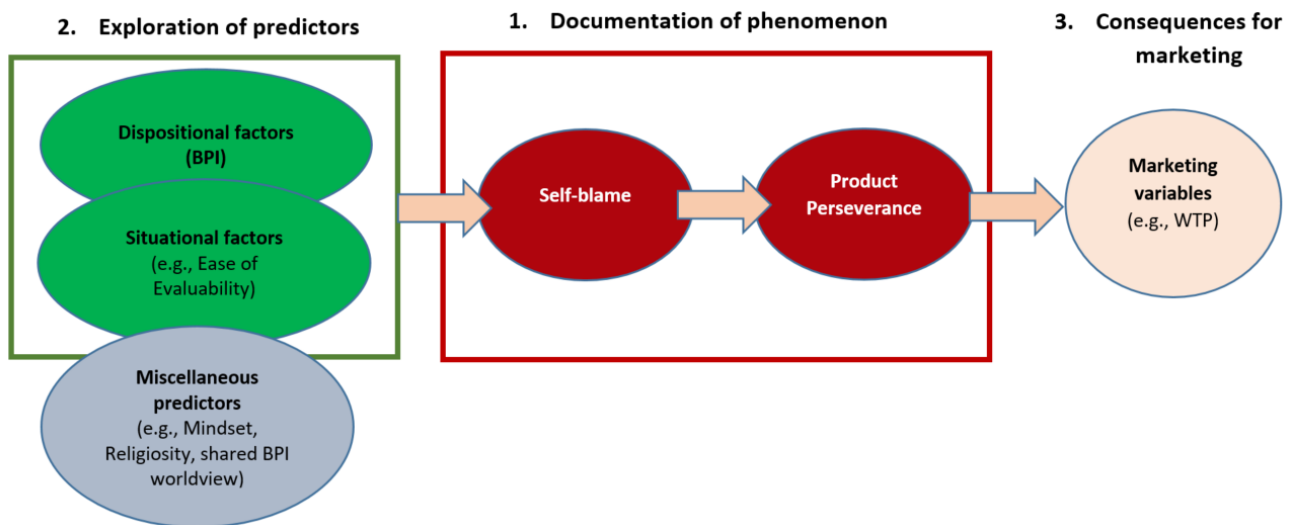 2. Exploration of predictors
Dispositional factors
(BPI)
Situational factors
(e.g., Ease of
Evaluability)
Miscellaneous
predictors
(e.g., Mindset,
Religiosity, shared BPI
worldview)
1. Documentation of phenomenon
Self-blame
Product
Perseverance
3. Consequences for
marketing
Marketing
variables
(e.g., WTP)